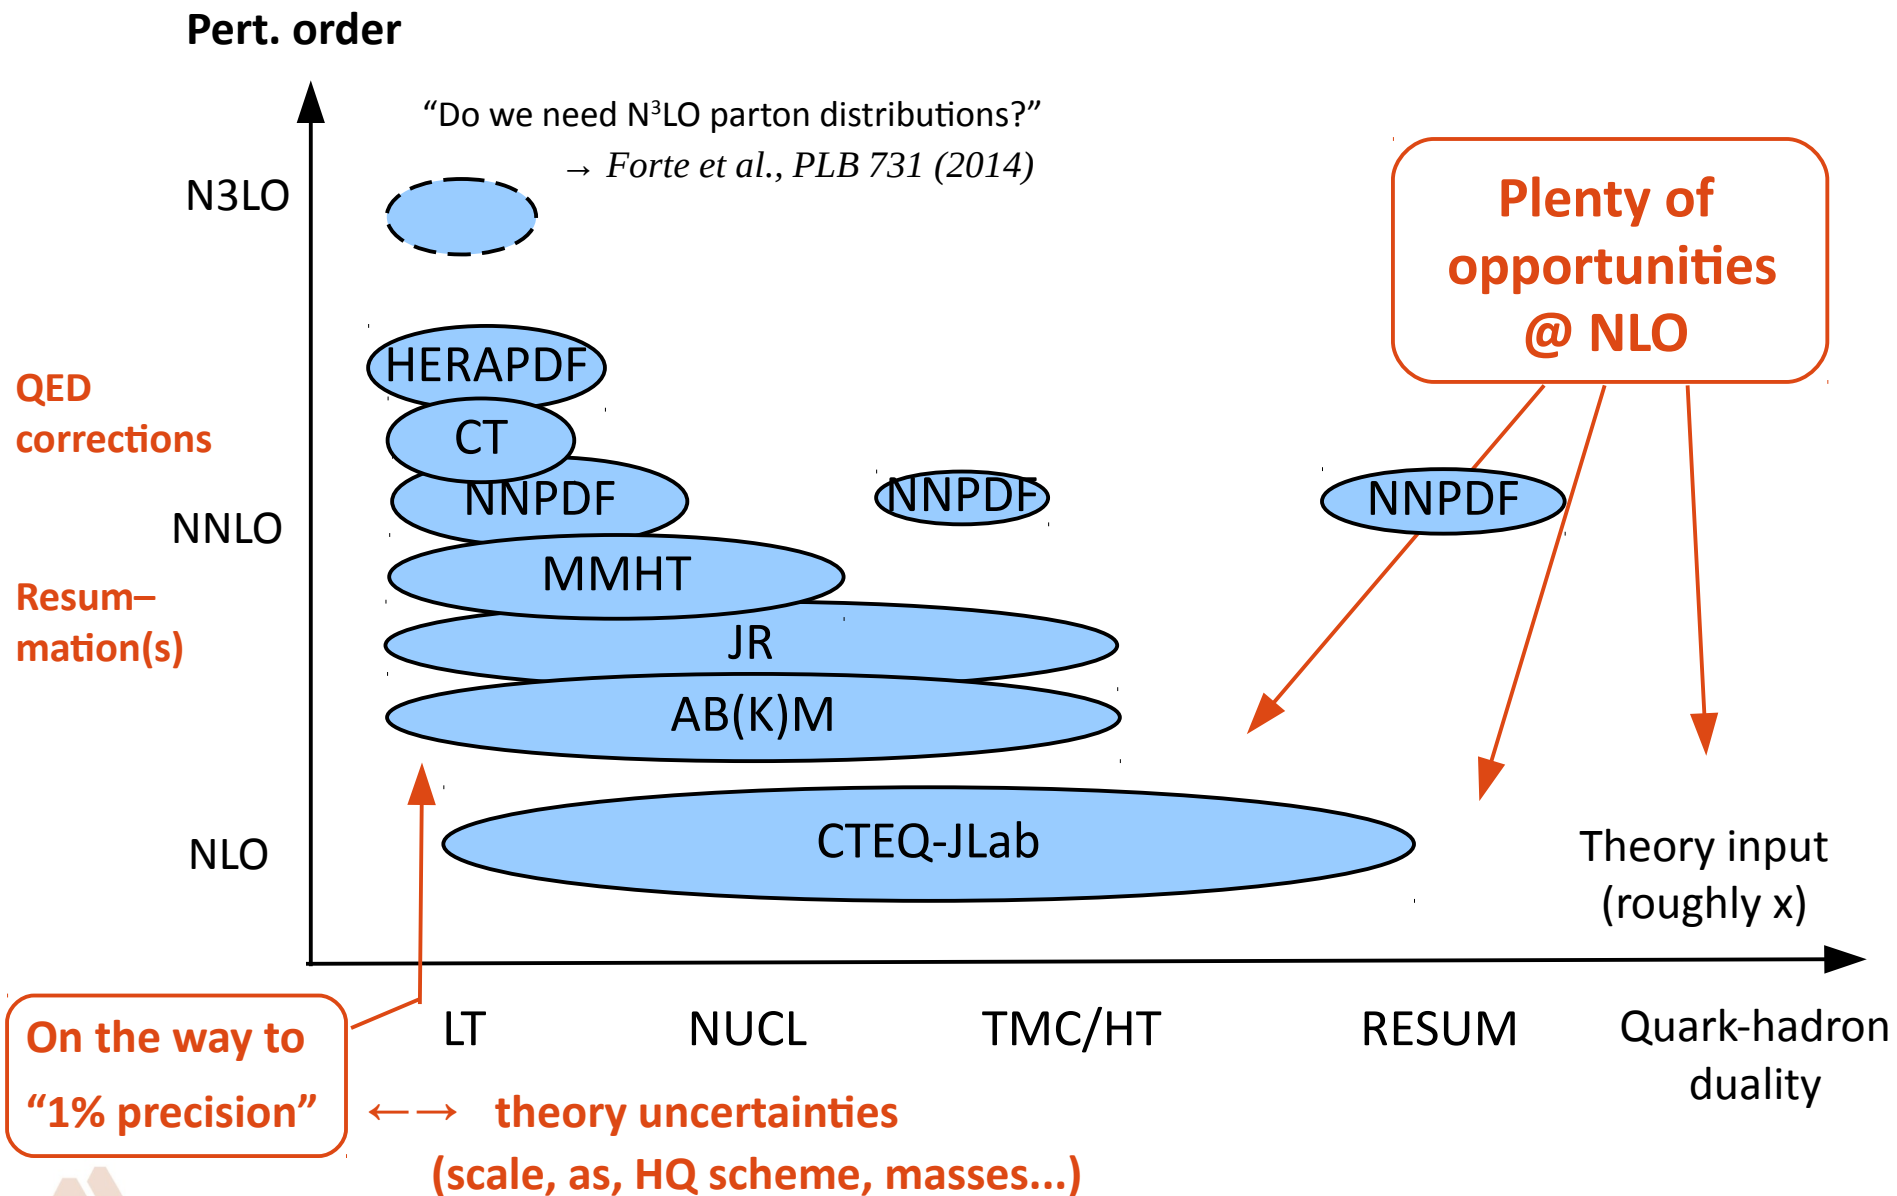 Pert. order
“Do we need N³LO parton distributions?”
→ Forte et al., PLB 731 (2014)
N3LO
Plenty of
opportunities
@ NLO
HERAPDF
QED
corrections
CT
NNPDF
NNPDF
NNPDF
NNLO
MMHT
Resum–
mation(s)
JR
AB(K)M
CTEQ-JLab
NLO
Theory input
(roughly x)
LT
NUCL
TMC/HT
RESUM
Quark-hadron
duality
On the way to
“1% precision”
←→ theory uncertainties
(scale, as, HQ scheme, masses...)